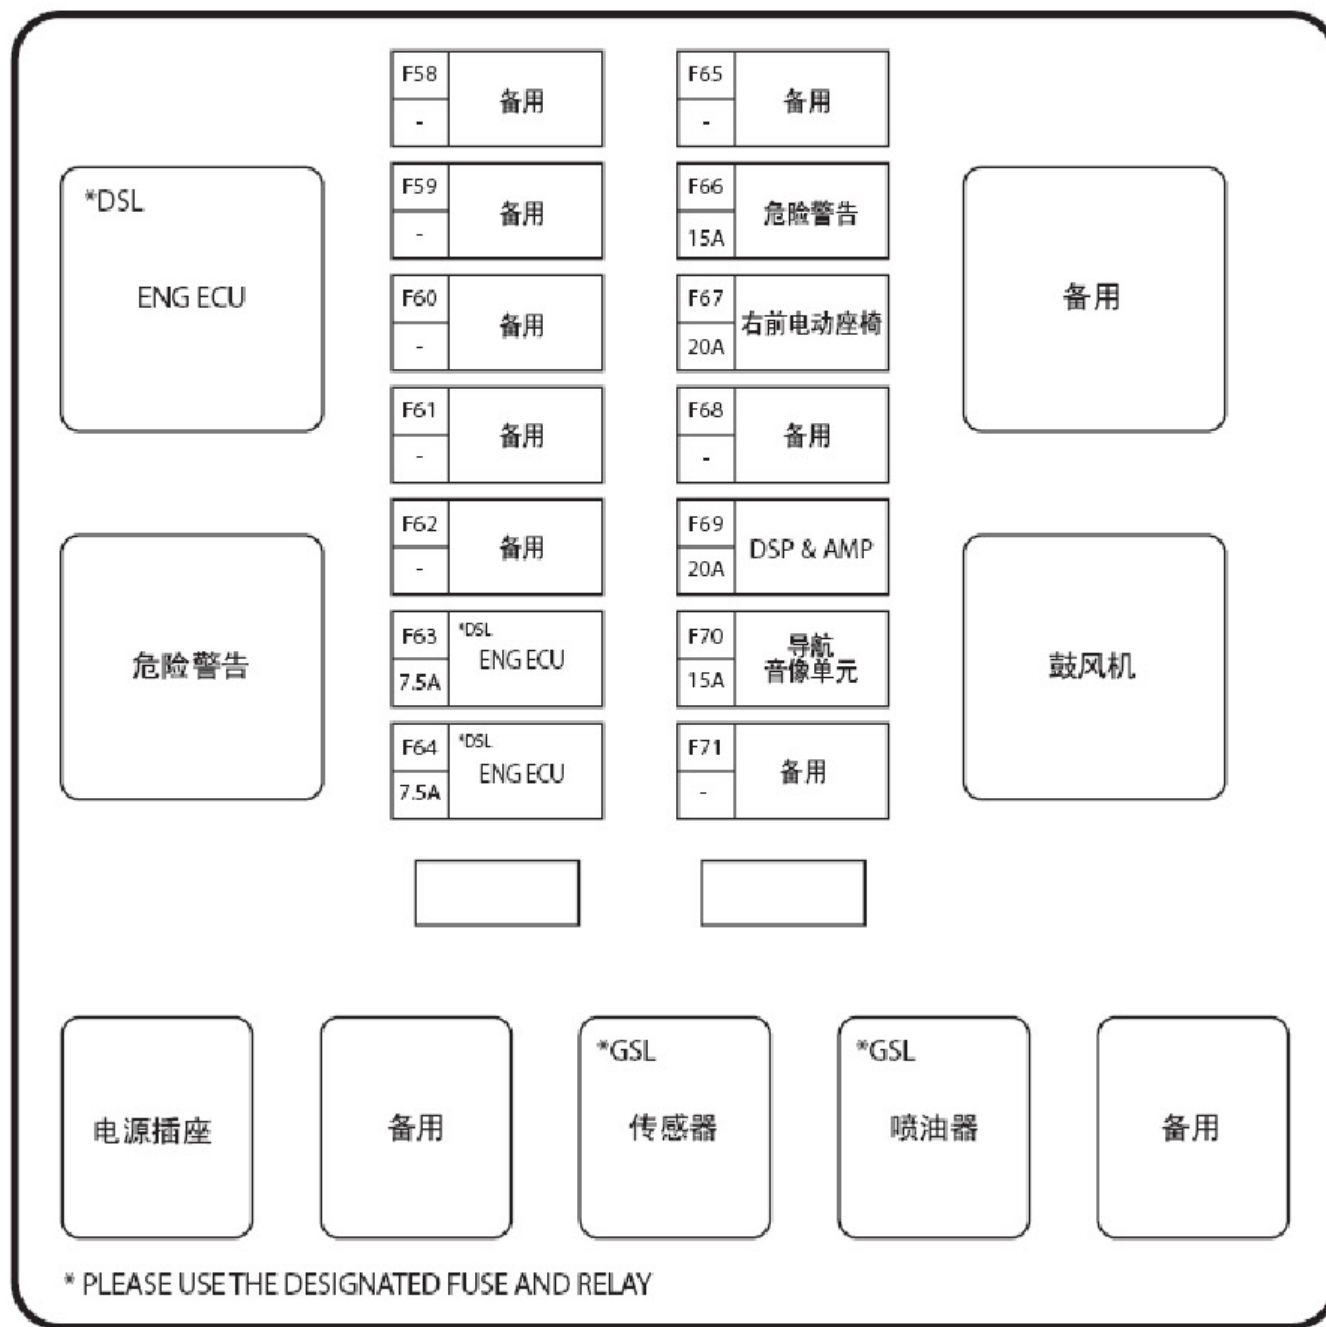 F58
备用
-
F59
备用
-
F60
备用
-
F61
备用
-
F62
备用
-
F63
*DSL
ENG ECU
7.5A
F64
*DSL
ENG ECU
7.5A
F65
备用
-
F66
危险警告
15A
F67
右前电动座椅
20A
F68
备用
-
F69
DSP & AMP
20A
F70
导航
音像单元
15A
F71
备用
-
*DSL
ENG ECU
危险警告
备用
鼓风机
电源插座
备用
*GSL
传感器
*GSL
喷油器
备用
* PLEASE USE THE DESIGNATED FUSE AND RELAY